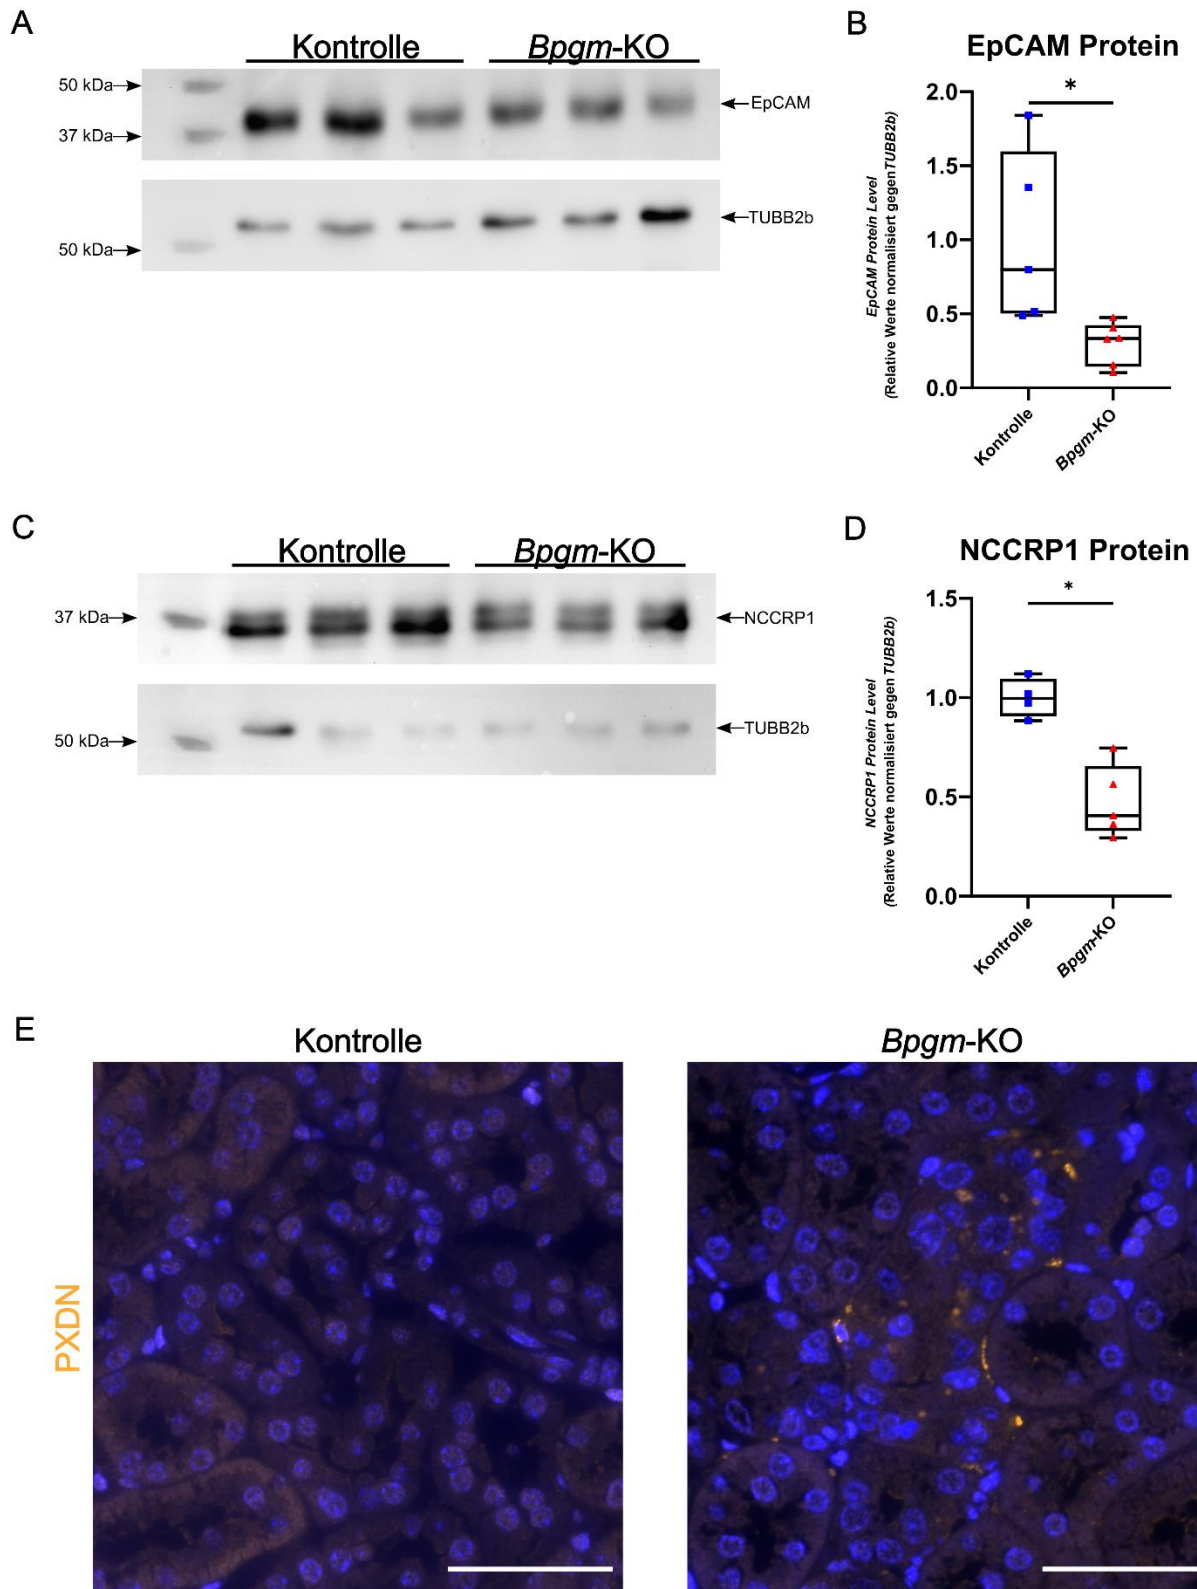 A
Kontrolle
Bpgm-KO
50 kDa
37 kDa
EpCAM
50 kDa
TUBB2b
B
EpCAM Protein
EpCAM Protein Level
(Relative Werte normalisiert gegenTUBB2b)
*
2.0
1.5
1.0
0.5
0.0
Kontrolle
Bpgm-KO
C
Kontrolle
Bpgm-KO
37 kDa
NCCRP1
50 kDa
TUBB2b
D
NCCRP1 Protein
NCCRP1 Protein Level
(Relative Werte normalisiert gegen TUBB2b)
*
1.5
1.0
0.5
0.0
Kontrolle
Bpgm-KO
E
Kontrolle
Bpgm-KO
PXDN